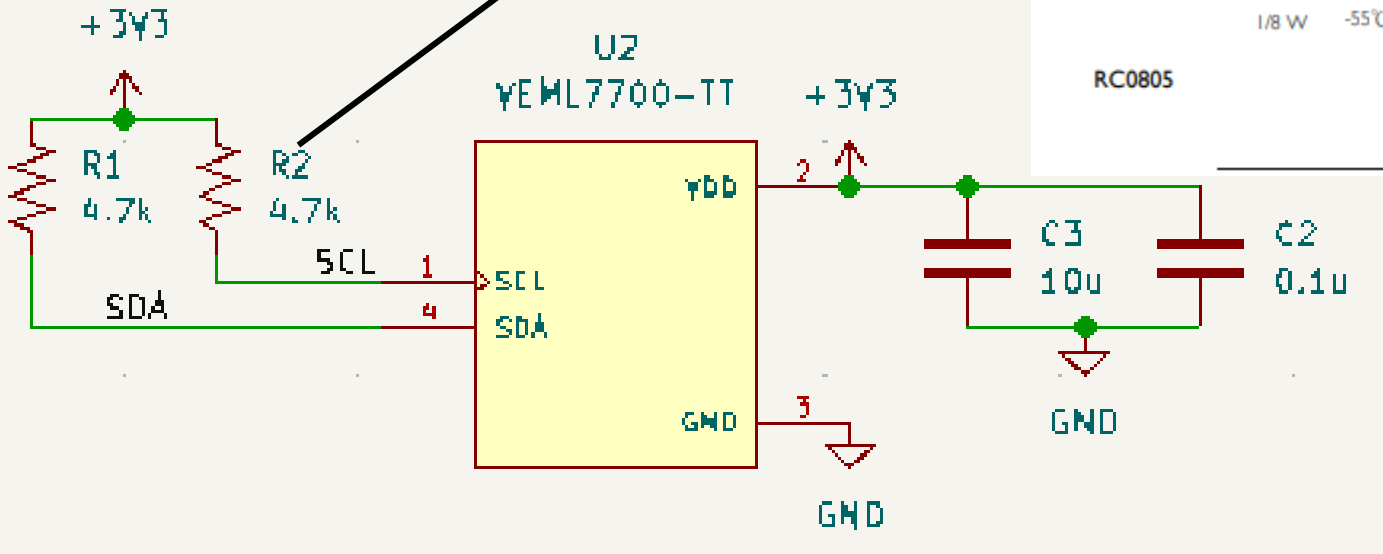 +3V3
1/8 W -55°C
RC0805
U2
VEML7700-TT
+3V3
R1
4.7k
R2
4.7k
2
VDD
C3
10u
C2
0.1u
SCL
1
SCL
SDA
4
SDA
3
GND
GND
GND